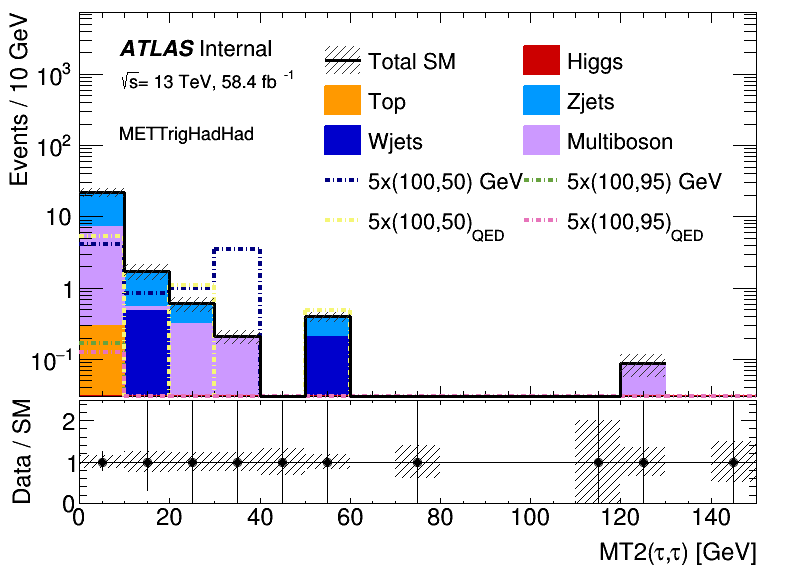 Events / 10 GeV
10³
10²
10
1
10⁻¹
ATLAS Internal
√s= 13 TeV, 58.4 fb ⁻¹
METTrigHadHad
Total SM
Higgs
Top
Zjets
Wjets
Multiboson
5x(100,50) GeV
5x(100,95) GeV
5x(100,50)QED
5x(100,95)QED
Data / SM
2
1
0
0 20 40 60 80 100 120 140
MT2(τ,τ) [GeV]